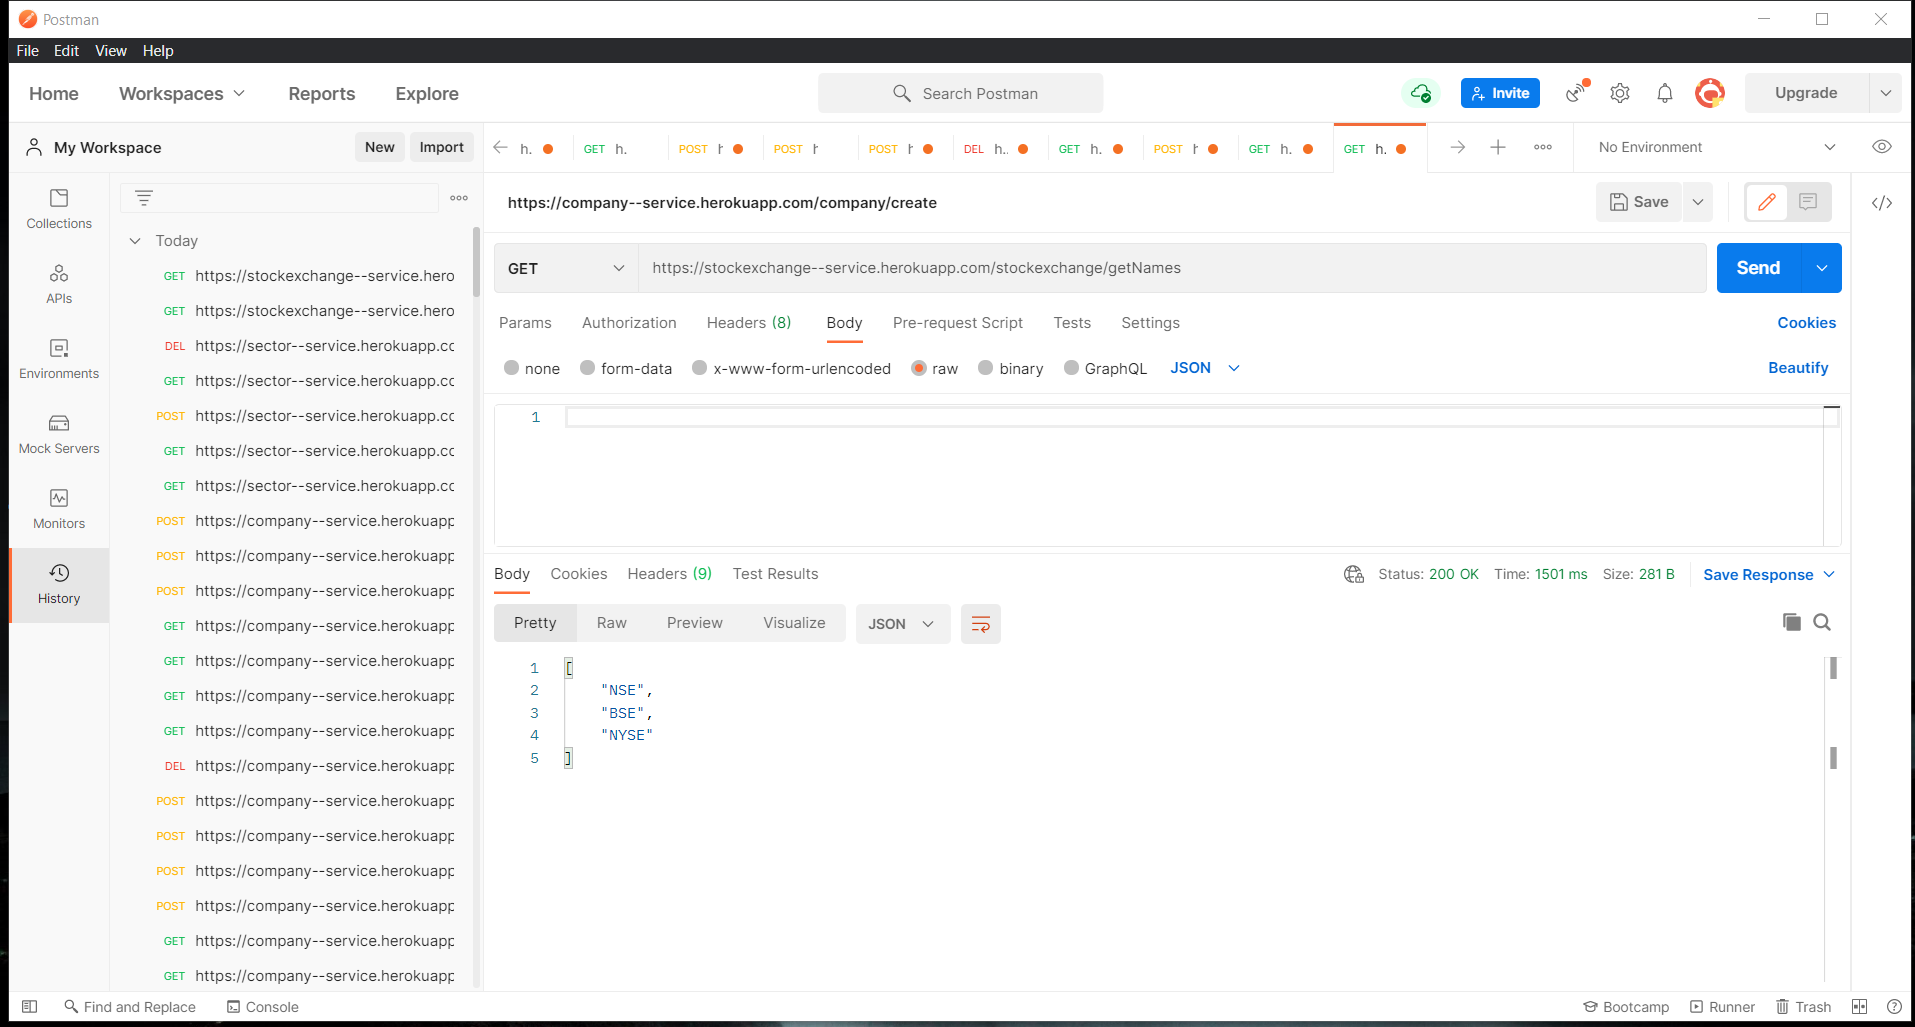 Postman
File Edit View Help
Home Workspaces Reports Explore
Search Postman
Invite
Upgrade
My Workspace
New Import
h. GET h. POST h POST h POST h DEL h.. GET h. POST h GET h. GET h.
No Environment
Collections
APIs
Environments
Mock Servers
Monitors
History
Today
GET https://stockexchange--service.hero
GET https://stockexchange--service.hero
DEL https://sector--service.herokuapp.cc
GET https://sector--service.herokuapp.cc
POST https://sector--service.herokuapp.cc
GET https://sector--service.herokuapp.cc
GET https://sector--service.herokuapp.cc
POST https://company--service.herokuapp
POST https://company--service.herokuapp
POST https://company--service.herokuapp
GET https://company--service.herokuapp
GET https://company--service.herokuapp
GET https://company--service.herokuapp
GET https://company--service.herokuapp
DEL https://company--service.herokuapp
POST https://company--service.herokuapp
POST https://company--service.herokuapp
POST https://company--service.herokuapp
POST https://company--service.herokuapp
GET https://company--service.herokuapp
GET https://company--service.herokuapp
https://company--service.herokuapp.com/company/create
Save
GET https://stockexchange--service.herokuapp.com/stockexchange/getNames
Send
Params Authorization Headers (8) Body Pre-request Script Tests Settings
Cookies
none form-data x-www-form-urlencoded raw binary GraphQL JSON
Beautify
1
Body Cookies Headers (9) Test Results
Status: 200 OK Time: 1501 ms Size: 281 B Save Response
Pretty Raw Preview Visualize JSON
1 [
2 "NSE",
3 "BSE",
4 "NYSE"
5 ]
Find and Replace Console
Bootcamp Runner Trash